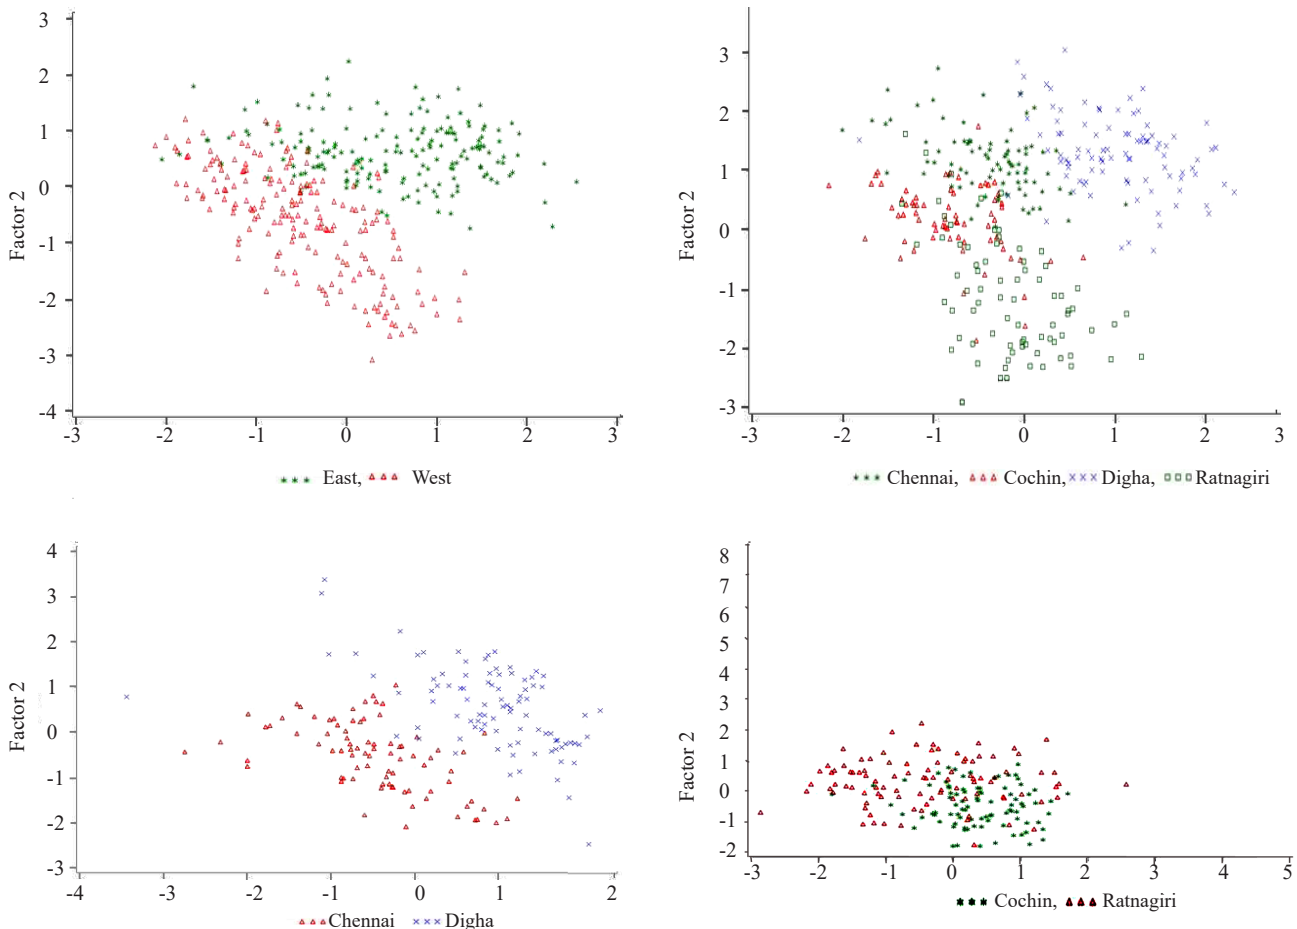 3
2
1
0
-1
-2
-3
-4
Factor 2
-3 -2 -1 0 1 2 3
East, West
3
2
1
0
-1
-2
-3
Factor 2
-3 -2 -1 0 1 2 3
Chennai, Cochin, Digha, Ratnagiri
4
3
2
1
0
-1
-2
-3
Factor 2
-4 -3 -2 -1 0 1 2
Chennai Digha
8
7
6
5
4
3
2
1
0
-1
-2
Factor 2
-3 -2 -1 0 1 2 3 4 5
Cochin, Ratnagiri